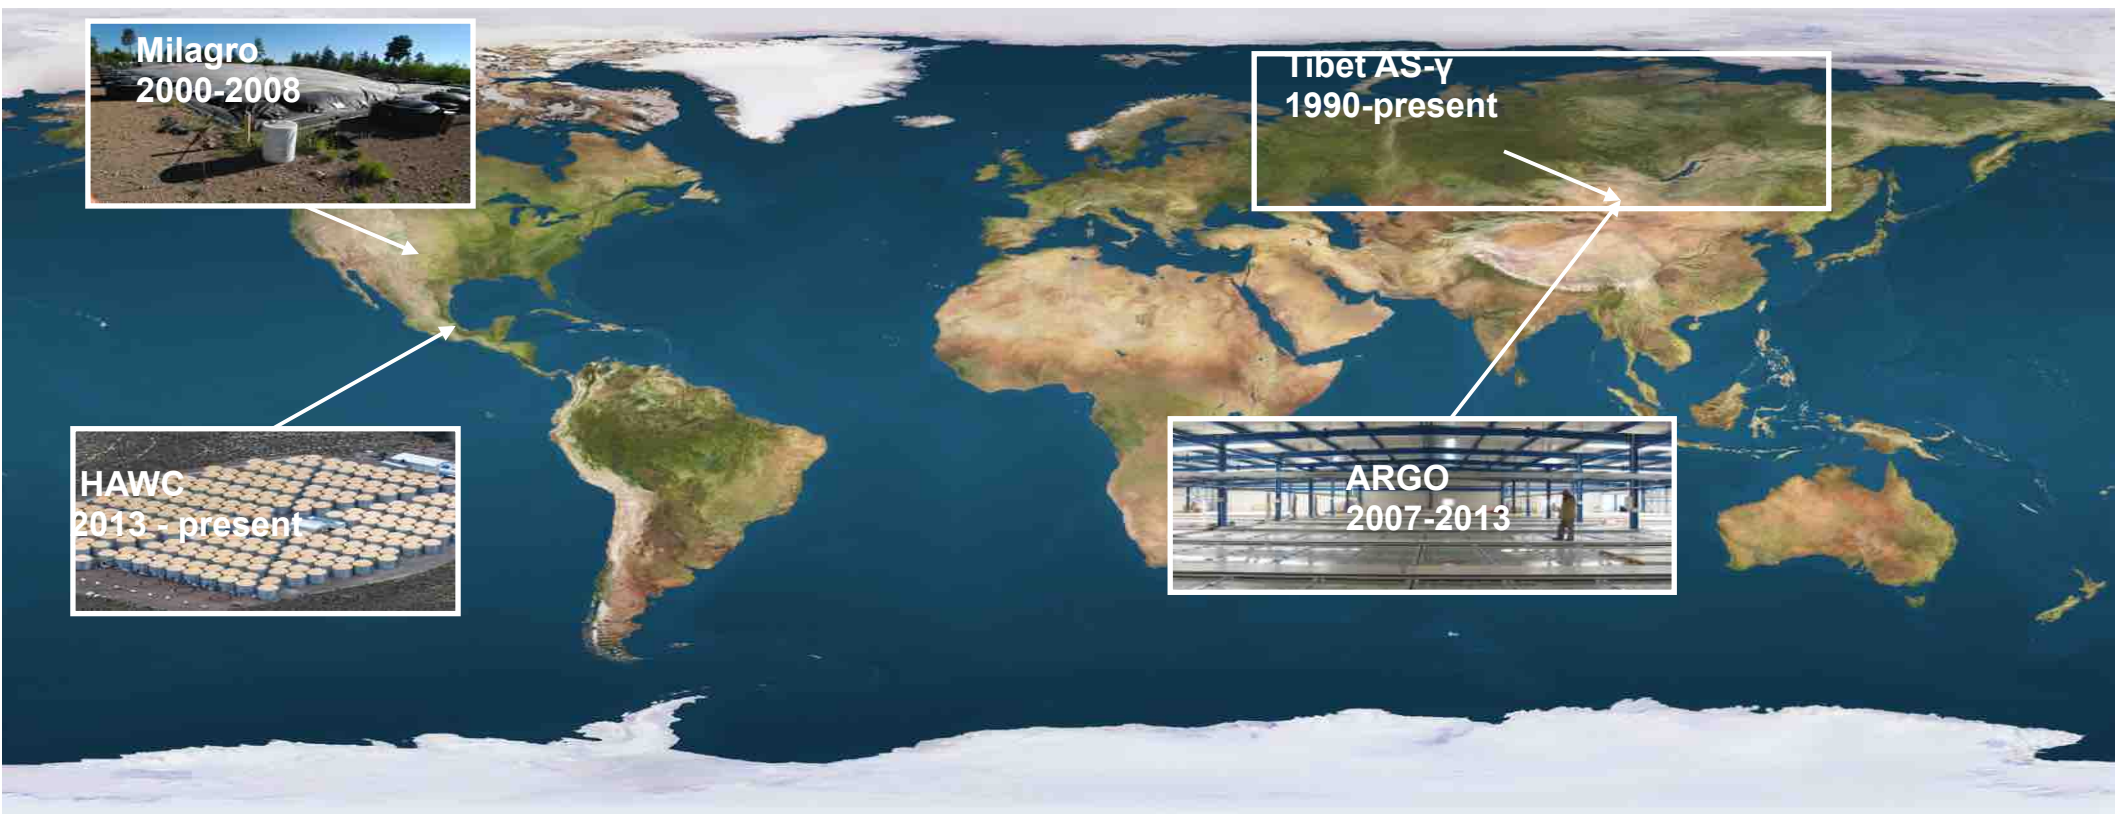 Milagro
2000-2008
Tibet AS-γ
1990-present
HAWC
2013 - present
ARGO
2007-2013